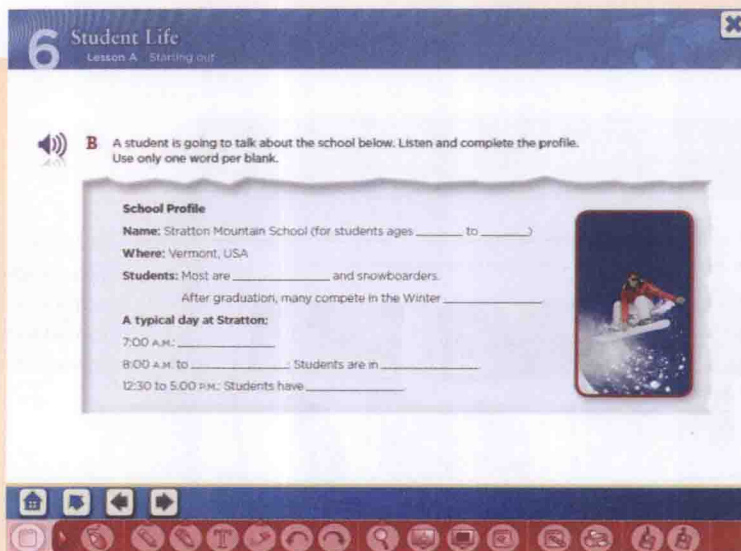 6
Student Life
Lesson A Starting out
B A student is going to talk about the school below. Listen and complete the profile.
Use only one word per blank.
School Profile
Name: Stratton Mountain School (for students ages ______ to ______)
Where: Vermont, USA
Students: Most are ____________ and snowboarders.
After graduation, many compete in the Winter ____________.
A typical day at Stratton:
7:00 A.M.: ____________
8:00 A.M. to ____________: Students are in ____________.
12:30 to 5:00 P.M.: Students have ____________.
T